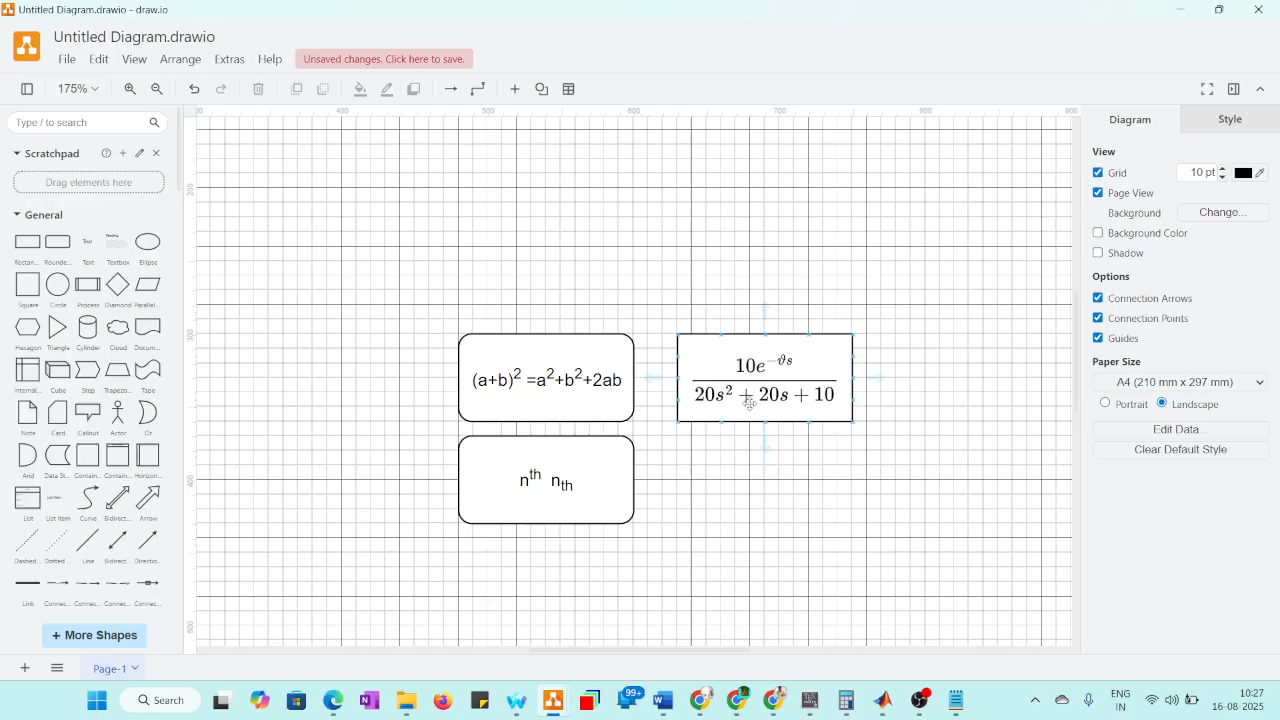 Untitled Diagram.drawio - draw.io
Untitled Diagram.drawio
File Edit View Arrange Extras Help
Unsaved changes. Click here to save.
175%
Type / to search
Scratchpad
Drag elements here
General
Rectan... Rounde... Text Heading Textbox Ellipse
Square Circle Process Diamond Parallel...
Hexagon Triangle Cylinder Cloud Docum...
Internal... Cube Step Trapez... Tape
Note Card Callout Actor Or
And Data St... Contain... Contain... Horizon...
List List Item Curve Bidirect... Arrow
Dashed... Dotted ... Line Bidirect... Directio...
Link Connec... Connec... Connec... Connec...
+ More Shapes
400 500 600 700 800 900
200
300
400
500
(a+b)² =a²+b²+2ab
10e^{−ϑs}
20s² + 20s + 10
n^{th} n_{th}
Diagram Style
View
Grid 10 pt
Page View
Background Change...
Background Color
Shadow
Options
Connection Arrows
Connection Points
Guides
Paper Size
A4 (210 mm x 297 mm)
Portrait Landscape
Edit Data...
Clear Default Style
Page-1
Search
99+
ENG
IN
10:27
16-08-2025